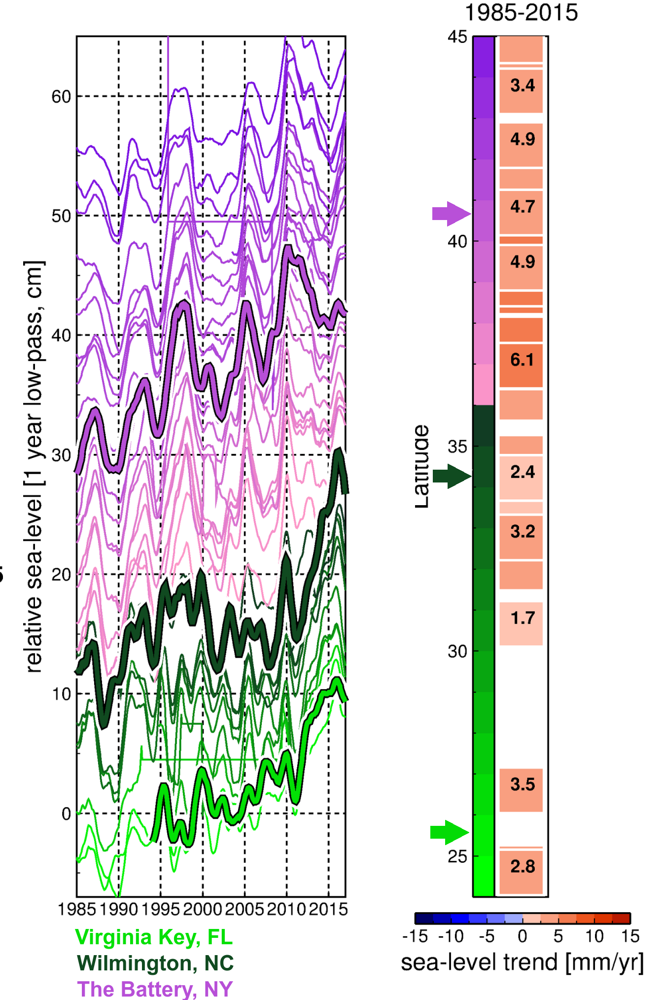 1985-2015
relative sea-level [1 year low-pass, cm]
60
50
40
30
20
10
0
1985 1990 1995 2000 2005 2010 2015
Virginia Key, FL
Wilmington, NC
The Battery, NY
Latitude
45
40
35
30
25
3.4
4.9
4.7
4.9
6.1
2.4
3.2
1.7
3.5
2.8
-15 -10 -5 0 5 10 15
sea-level trend [mm/yr]